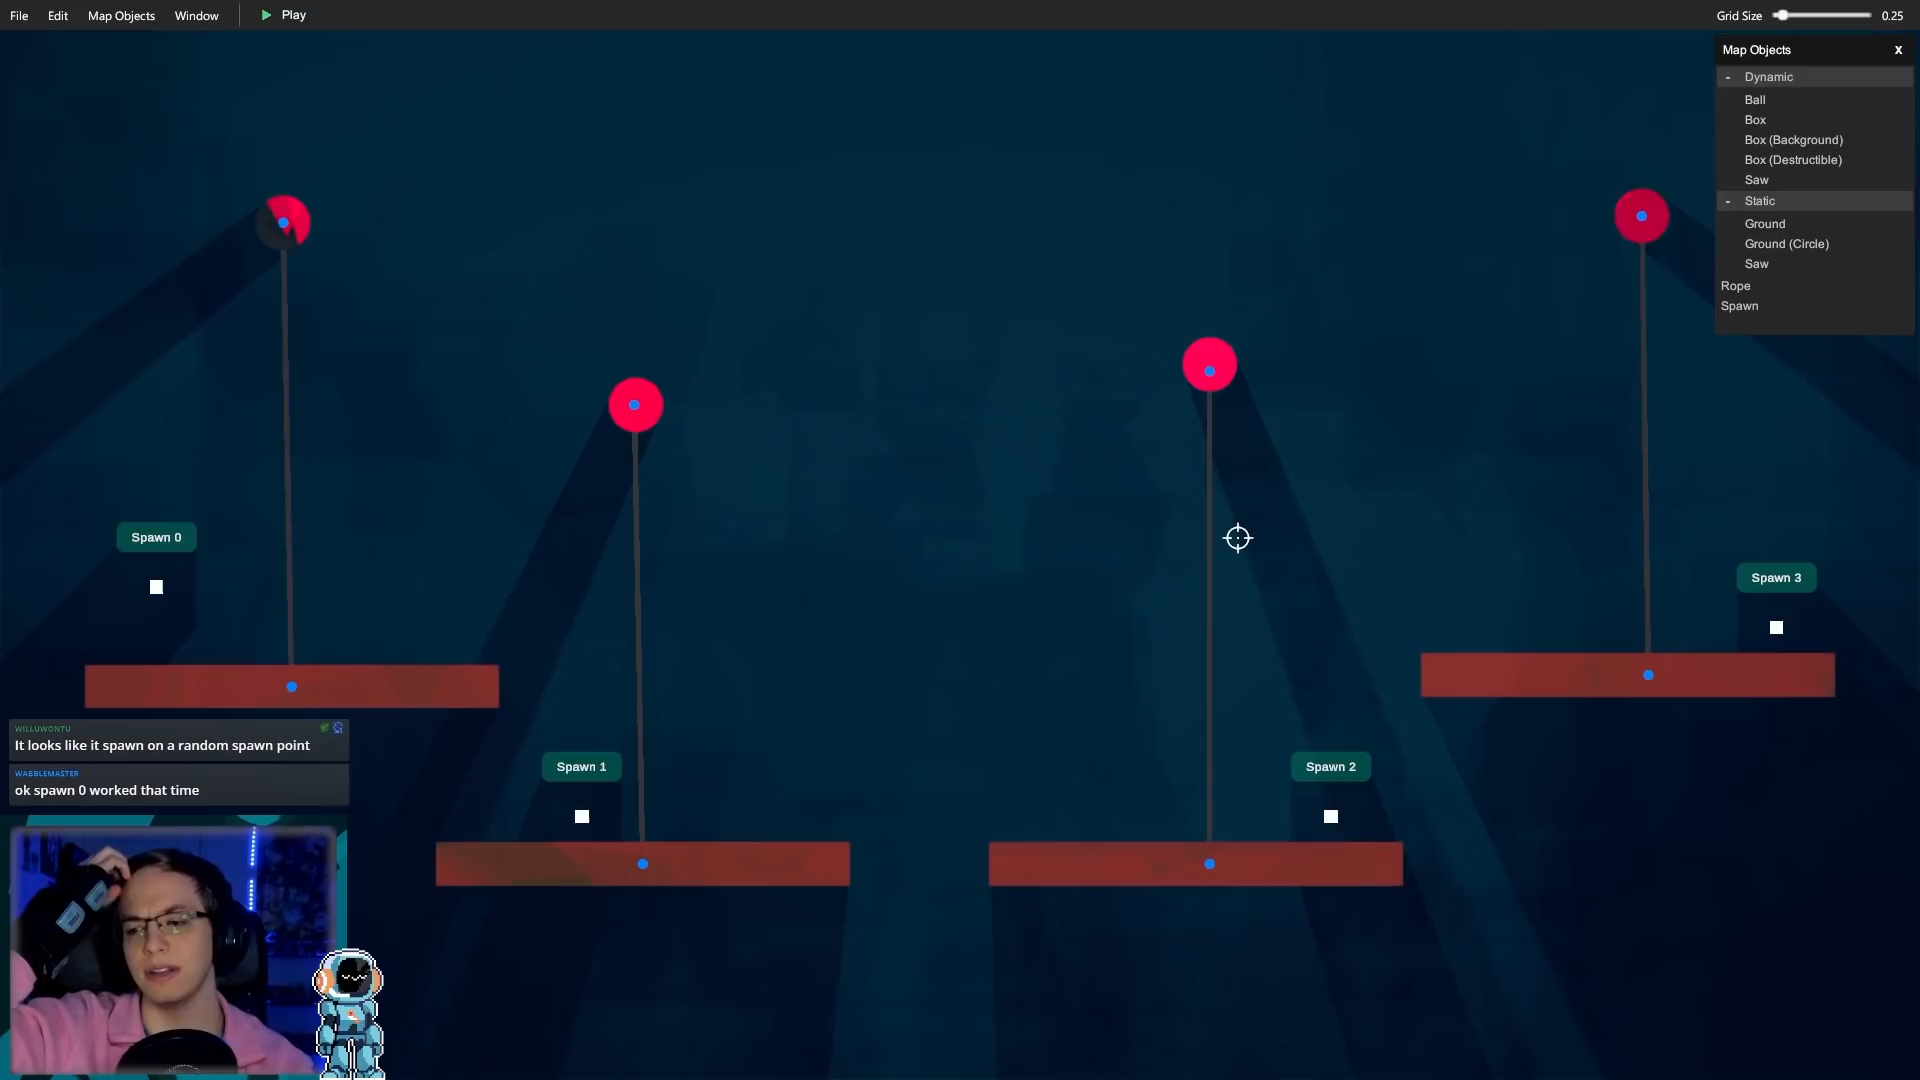 File Edit Map Objects Window Play Grid Size 0.25
Map Objects x
- Dynamic
Ball
Box
Box (Background)
Box (Destructible)
Saw
- Static
Ground
Ground (Circle)
Saw
Rope
Spawn
Spawn 0
Spawn 3
Spawn 1
Spawn 2
WILLUWONTU
It looks like it spawn on a random spawn point
WABBLEMASTER
ok spawn 0 worked that time